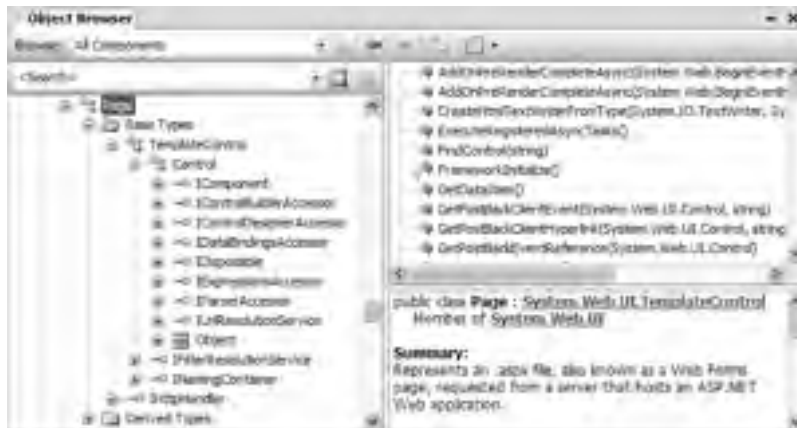 Object Browser
Browse: All Components
<Search>
Page
Base Types
TemplateControl
Control
IComponent
IControlBuilderAccessor
IControlDesignerAccessor
IDataBindingsAccessor
IDisposable
IExpressionsAccessor
IParserAccessor
IUrlResolutionService
Object
IFilterResolutionService
INamingContainer
IHttpHandler
Derived Types
AddOnPreRenderCompleteAsync(System.Web.BeginEventH
AddOnPreRenderCompleteAsync(System.Web.BeginEventH
CreateHtmlTextWriterFromType(System.IO.TextWriter, Sy
ExecuteRegisteredAsyncTasks()
FindControl(string)
FrameworkInitialize()
GetDataItem()
GetPostBackClientEvent(System.Web.UI.Control, string)
GetPostBackClientHyperlink(System.Web.UI.Control, string
GetPostBackEventReference(System.Web.UI.Control)
public class Page : System.Web.UI.TemplateControl
Member of System.Web.UI
Summary:
Represents an .aspx file, also known as a Web Forms
page, requested from a server that hosts an ASP.NET
Web application.